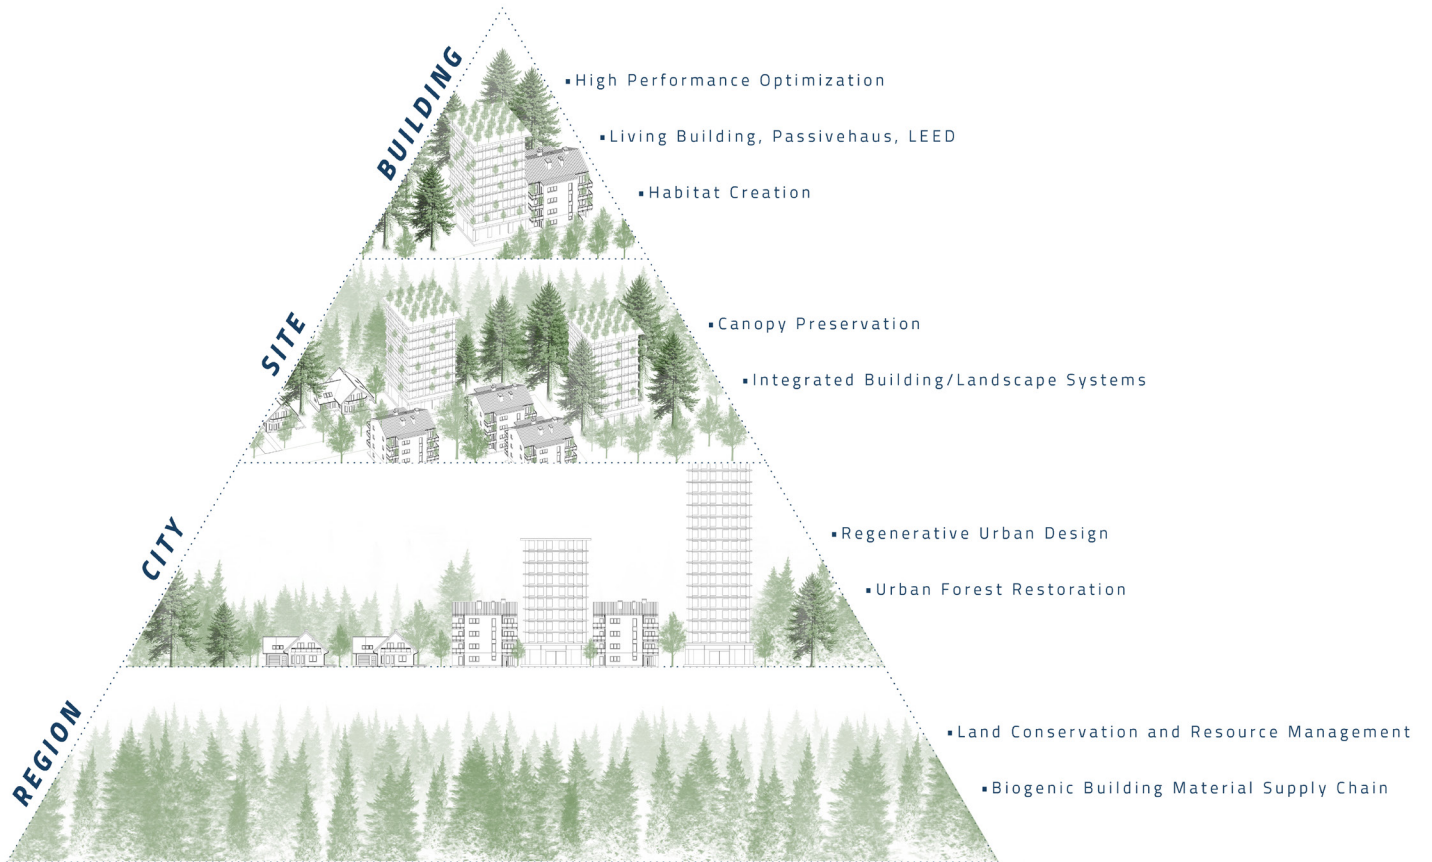 BUILDING
▪High Performance Optimization
▪Living Building, Passivehaus, LEED
▪Habitat Creation
SITE
▪Canopy Preservation
▪Integrated Building/Landscape Systems
CITY
▪Regenerative Urban Design
▪Urban Forest Restoration
REGION
▪Land Conservation and Resource Management
▪Biogenic Building Material Supply Chain